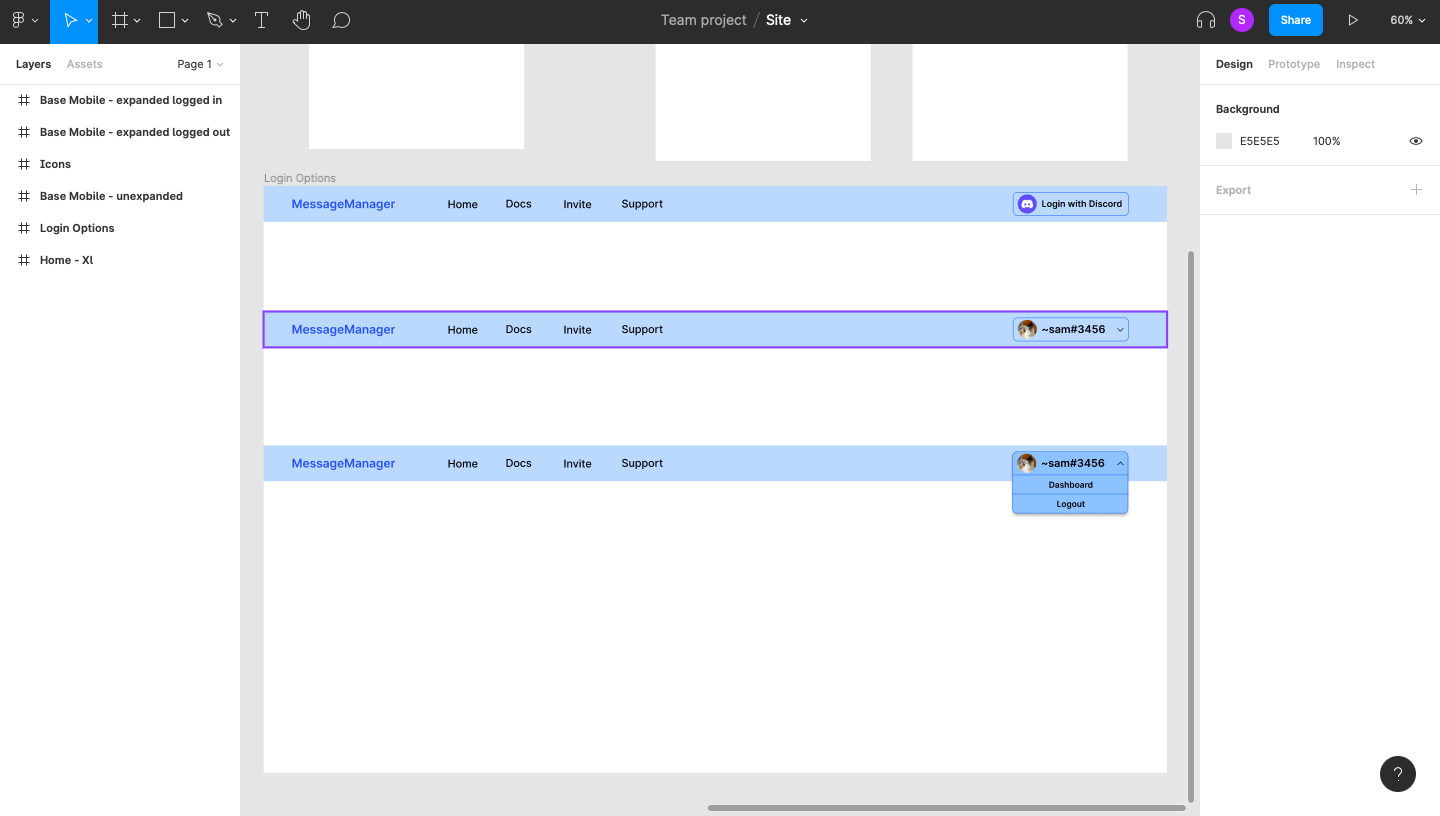 Team project / Site
S
Share
60%
Layers
Assets
Page 1
Design
Prototype
Inspect
Base Mobile - expanded logged in
Base Mobile - expanded logged out
Icons
Base Mobile - unexpanded
Login Options
Home - Xl
Background
E5E5E5
100%
Export
Login Options
MessageManager Home Docs Invite Support Login with Discord
MessageManager Home Docs Invite Support ~sam#3456
MessageManager Home Docs Invite Support ~sam#3456
Dashboard
Logout
?